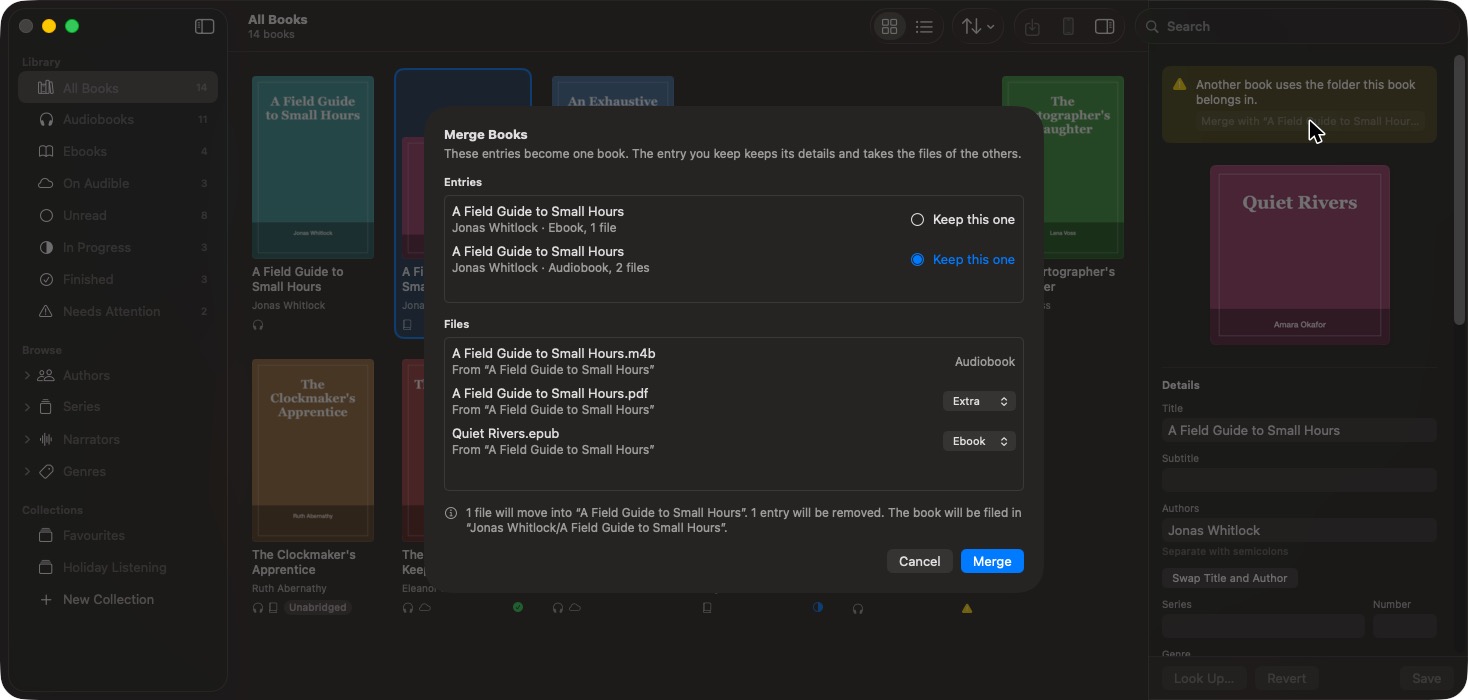 All Books
14 books
Search
Library
All Books 14
Audiobooks 11
Ebooks 4
On Audible 3
Unread 8
In Progress 3
Finished 3
Needs Attention 2
Browse
Authors
Series
Narrators
Genres
Collections
Favourites
Holiday Listening
New Collection
A Field Guide
to Small Hours
Jonas Whitlock
A Field Guide to
Small Hours
Jonas Whitlock
An Exhaustive
The
aughter
Lena Voss
The
Clockmaker's
Apprentice
Ruth Abernathy
The Clockmaker's
Apprentice
Ruth Abernathy
Unabridged
The
Merge Books
These entries become one book. The entry you keep keeps its details and takes the files of the others.
Entries
A Field Guide to Small Hours
Jonas Whitlock · Ebook, 1 file
Keep this one
A Field Guide to Small Hours
Jonas Whitlock · Audiobook, 2 files
Keep this one
Files
A Field Guide to Small Hours.m4b
From “A Field Guide to Small Hours”
Audiobook
A Field Guide to Small Hours.pdf
From “A Field Guide to Small Hours”
Extra
Quiet Rivers.epub
From “A Field Guide to Small Hours”
Ebook
1 file will move into “A Field Guide to Small Hours”. 1 entry will be removed. The book will be filed in
“Jonas Whitlock/A Field Guide to Small Hours”.
Cancel
Merge
Another book uses the folder this book
belongs in.
Merge with “A Field Guide to Small Hour...
Quiet Rivers
Amara Okafor
Details
Title
A Field Guide to Small Hours
Subtitle
Authors
Jonas Whitlock
Separate with semicolons
Swap Title and Author
Series
Number
Genre
Look Up...
Revert
Save